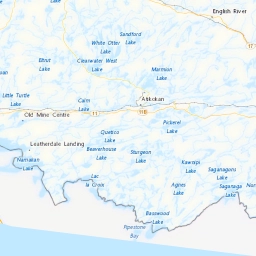 English River
Sandford
Lake
White Otter
Lake
Bhut
Lake
Clearwater West
Lake
Marmion
Lake
Little Turtle
Lake
Calm
Lake
Atikokan
Old Mine Centre
11
11B
Pickerel
Lake
Quetico
Lake
Leatherdale Landing
Beaverhouse
Lake
Sturgeon
Lake
Namakan
Lake
Kawnipi
Lake
Saganagons
Lake
Lac
la Croix
Agnes
Lake
Saganaga
Lake
Basswood
Lake
Pipestone
Bay